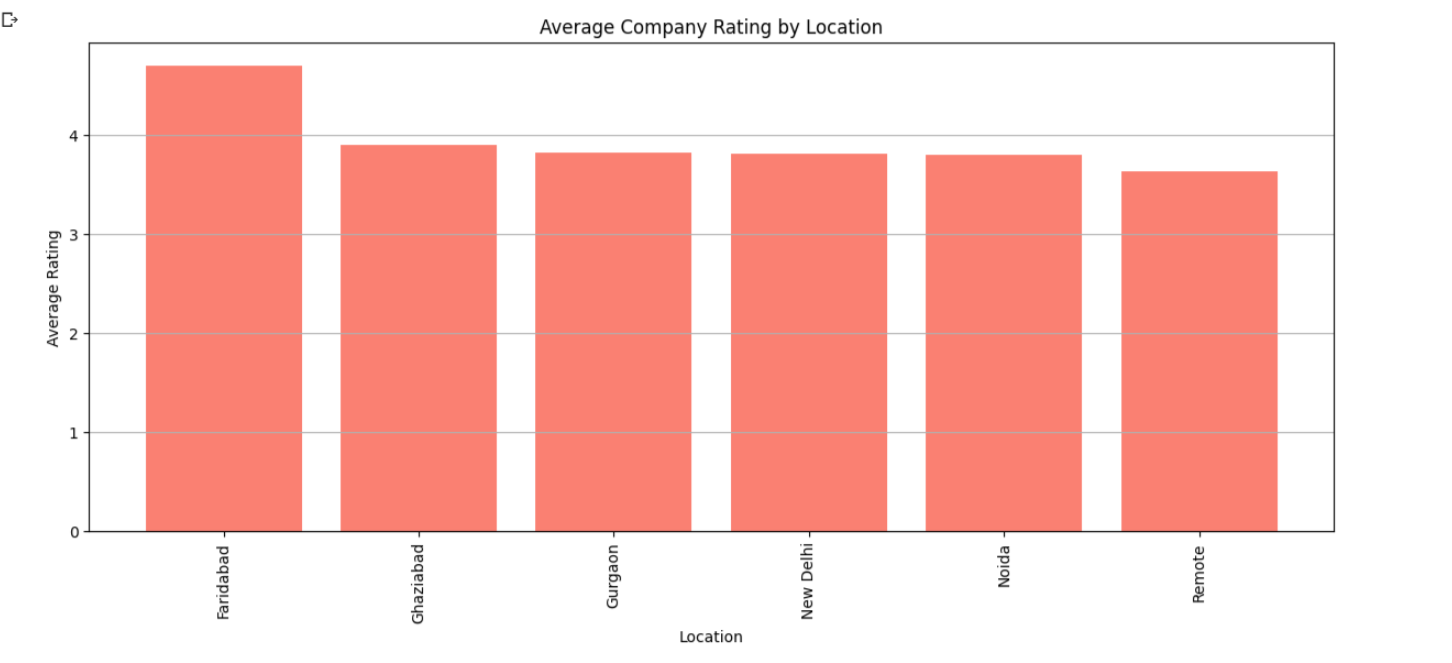 Average Company Rating by Location
Average Rating
4
3
2
1
0
Faridabad
Ghaziabad
Gurgaon
New Delhi
Noida
Remote
Location